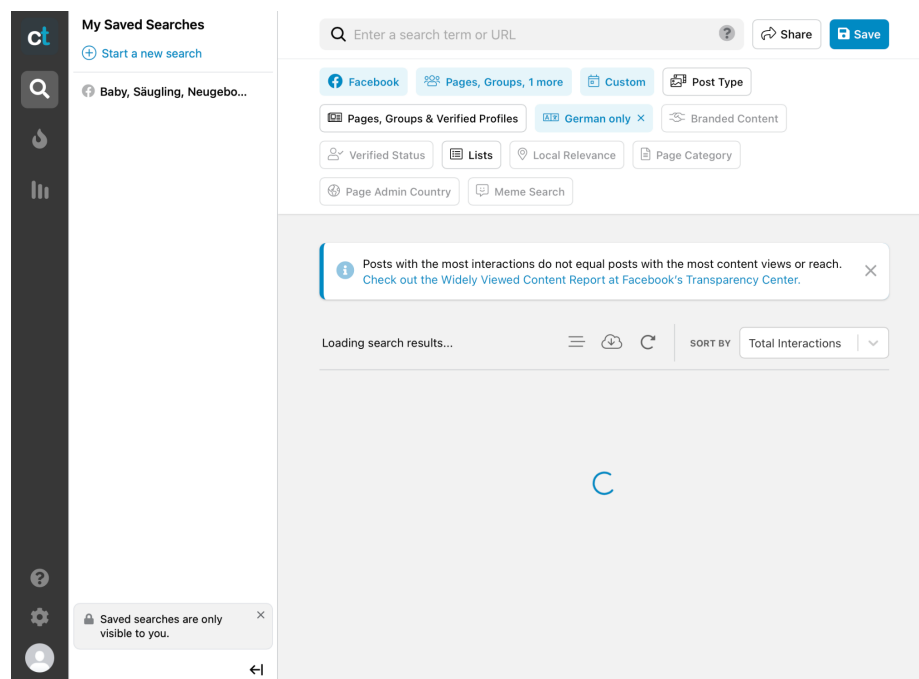 ct
My Saved Searches
Start a new search
Baby, Säugling, Neugebo...
Saved searches are only
visible to you.
Enter a search term or URL
Share
Save
Facebook
Pages, Groups, 1 more
Custom
Post Type
Pages, Groups & Verified Profiles
German only ×
Branded Content
Verified Status
Lists
Local Relevance
Page Category
Page Admin Country
Meme Search
Posts with the most interactions do not equal posts with the most content views or reach.
Check out the Widely Viewed Content Report at Facebook's Transparency Center.
Loading search results...
SORT BY
Total Interactions